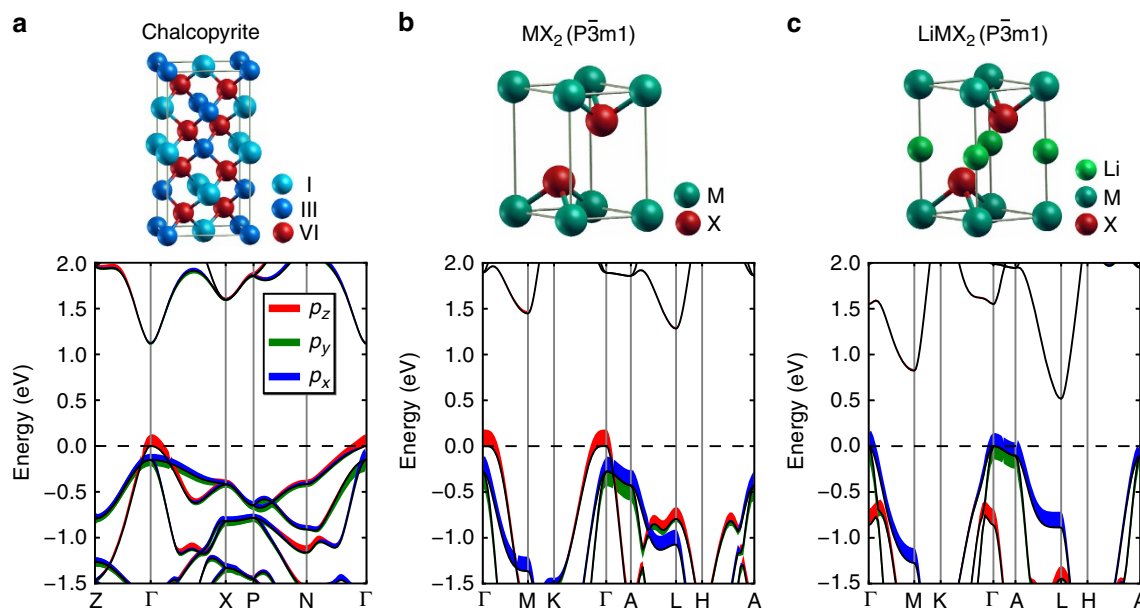 a
Chalcopyrite
I
III
VI
Energy (eV)
2.0
1.5
1.0
0.5
0.0
−0.5
−1.0
−1.5
p_z
p_y
p_x
Z Γ X P N Γ
b
MX₂ (P3̄m1)
M
X
Energy (eV)
2.0
1.5
1.0
0.5
0.0
−0.5
−1.0
−1.5
Γ M K Γ A L H A
c
LiMX₂ (P3̄m1)
Li
M
X
Energy (eV)
2.0
1.5
1.0
0.5
0.0
−0.5
−1.0
−1.5
Γ M K Γ A L H A